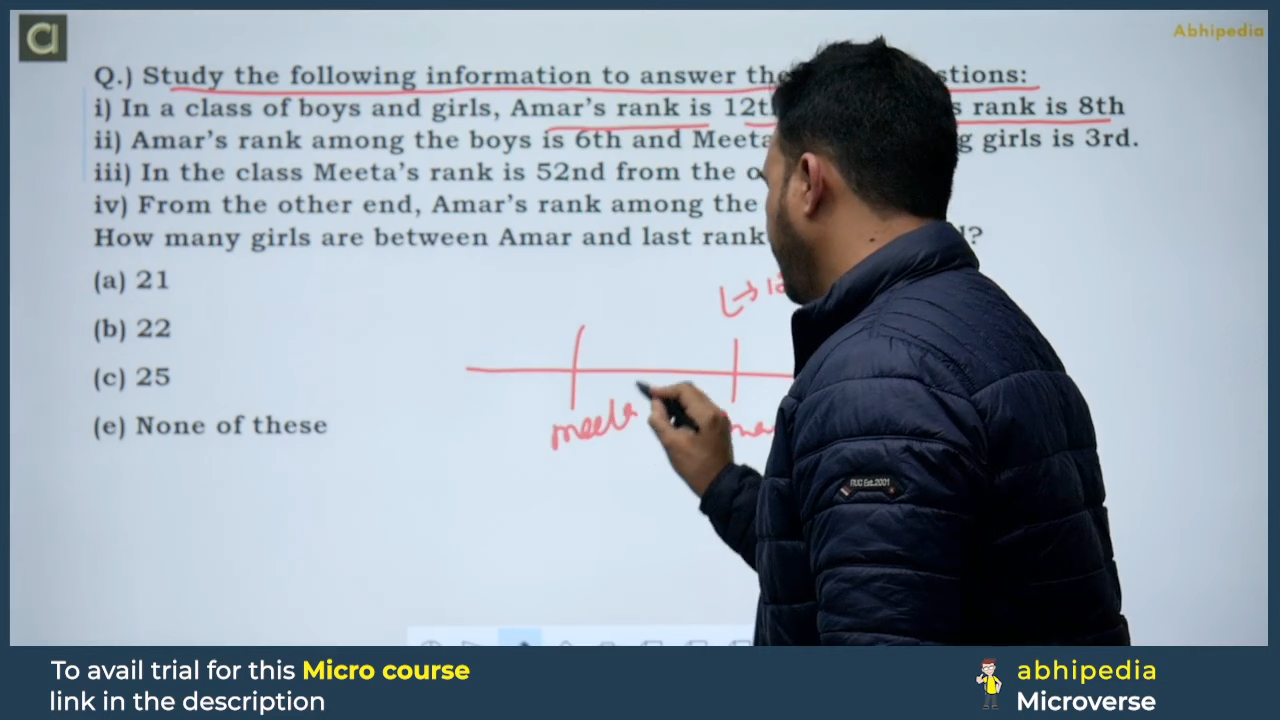 Abhipedia
Q.) Study the following information to answer the
i) In a class of boys and girls, Amar's rank is rank is 8th
ii) Amar's rank among the boys is 6th and Meeta girls is 3rd.
iii) In the class Meeta's rank is 52nd from the
iv) From the other end, Amar's rank among the
How many girls are between Amar and last rank
(a) 21
(b) 22
(c) 25
(e) None of these
meeta
RUC Est.2001
To avail trial for this Micro course
link in the description
abhipedia
Microverse